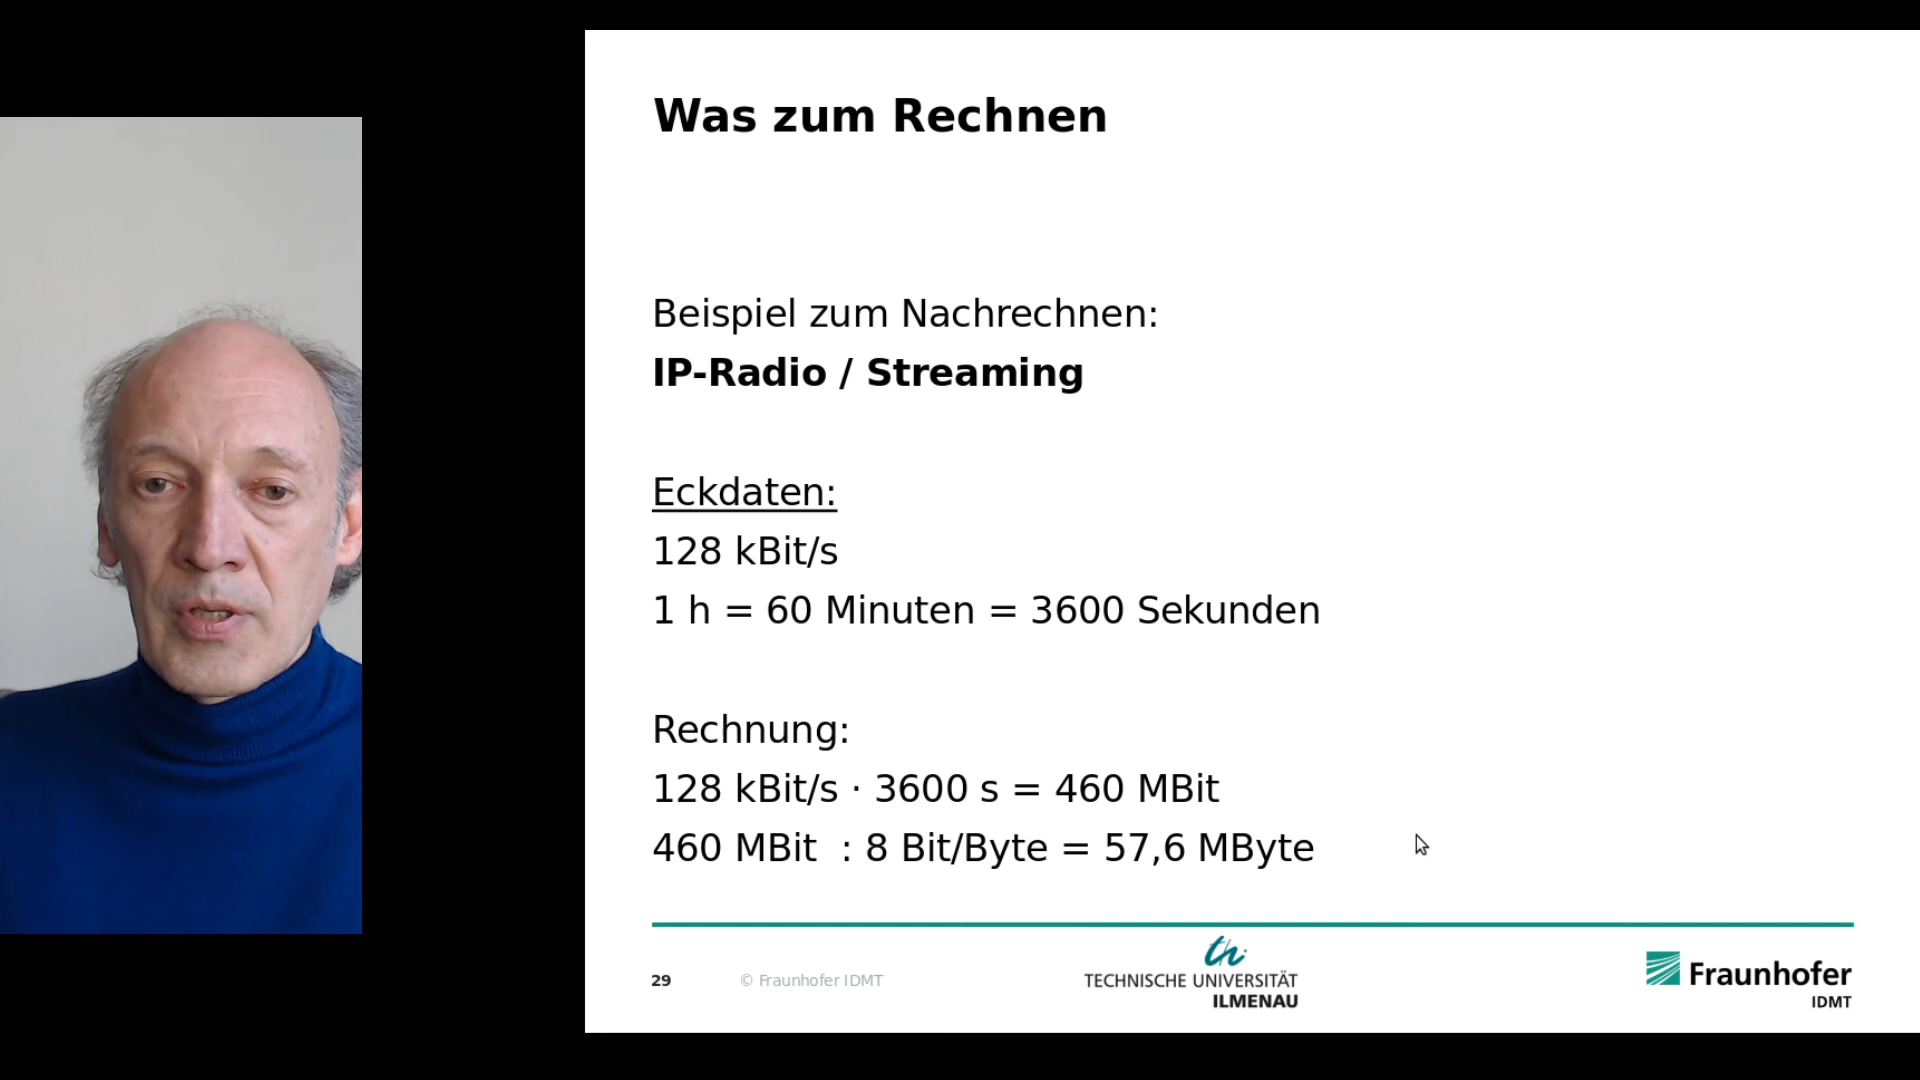 Was zum Rechnen
Beispiel zum Nachrechnen:
IP-Radio / Streaming
Eckdaten:
128 kBit/s
1 h = 60 Minuten = 3600 Sekunden
Rechnung:
128 kBit/s · 3600 s = 460 MBit
460 MBit : 8 Bit/Byte = 57,6 MByte
29
© Fraunhofer IDMT
th
TECHNISCHE UNIVERSITÄT
ILMENAU
Fraunhofer
IDMT